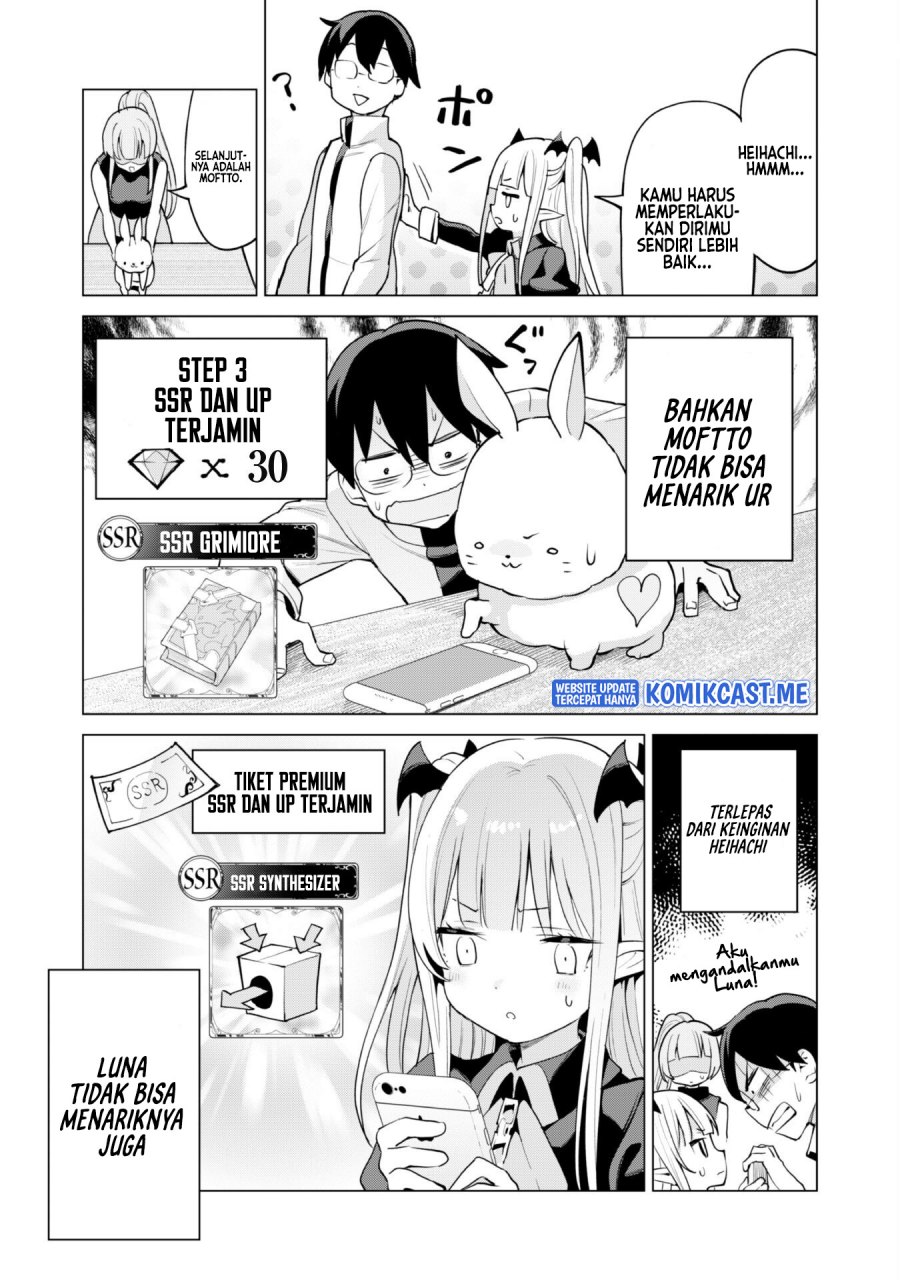 HEIHACHI...
HMMM...
KAMU HARUS
MEMPERLAKU-
KAN DIRIMU
SENDIRI LEBIH
BAIK...
ポン
?
SELANJUT-
NYA ADALAH
MOFTTO.
BAHKAN
MOFTTO
TIDAK BISA
MENARIK UR
ぐっ
STEP 3
SSR DAN UP
TERJAMIN
x 30
SSR
SSR GRIMIORE
WEBSITE UPDATE
TERCEPAT HANYA
KOMIKCAST.ME
TERLEPAS
DARI KEINGINAN
HEIHACHI
Aku
mengandalkanmu
Luna!
SSR
TIKET PREMIUM
SSR DAN UP TERJAMIN
SSR
SSR SYNTHESIZER
LUNA
TIDAK BISA
MENARIKNYA
JUGA